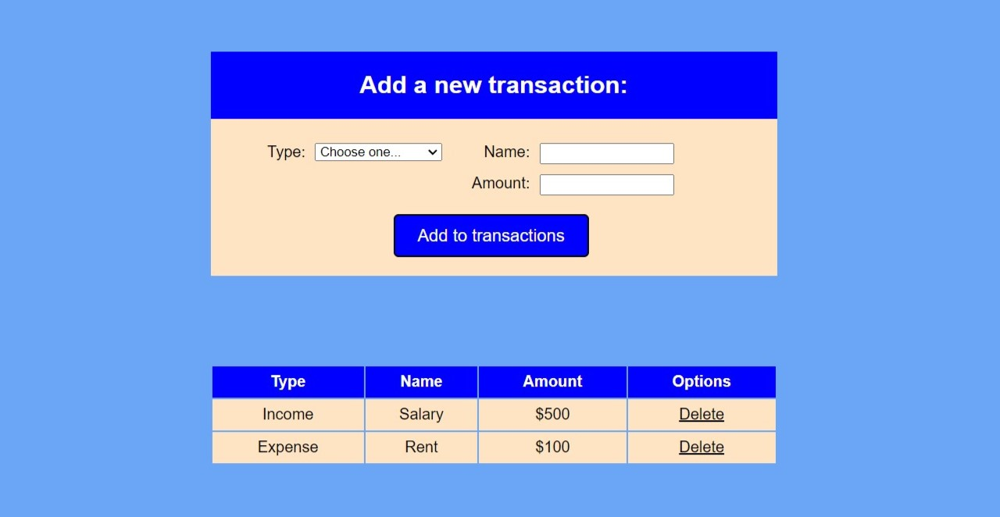 Add a new transaction:
Type: Choose one... Name:
Amount:
Add to transactions
Type Name Amount Options
Income Salary $500 Delete
Expense Rent $100 Delete